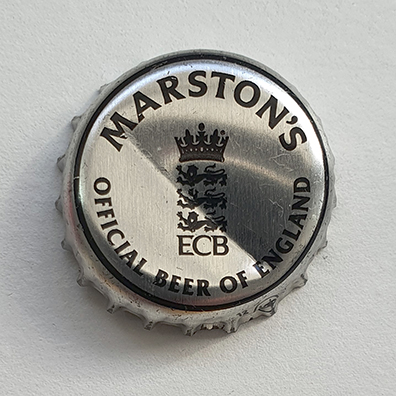 MARSTON'S
ECB
OFFICIAL BEER OF ENGLAND